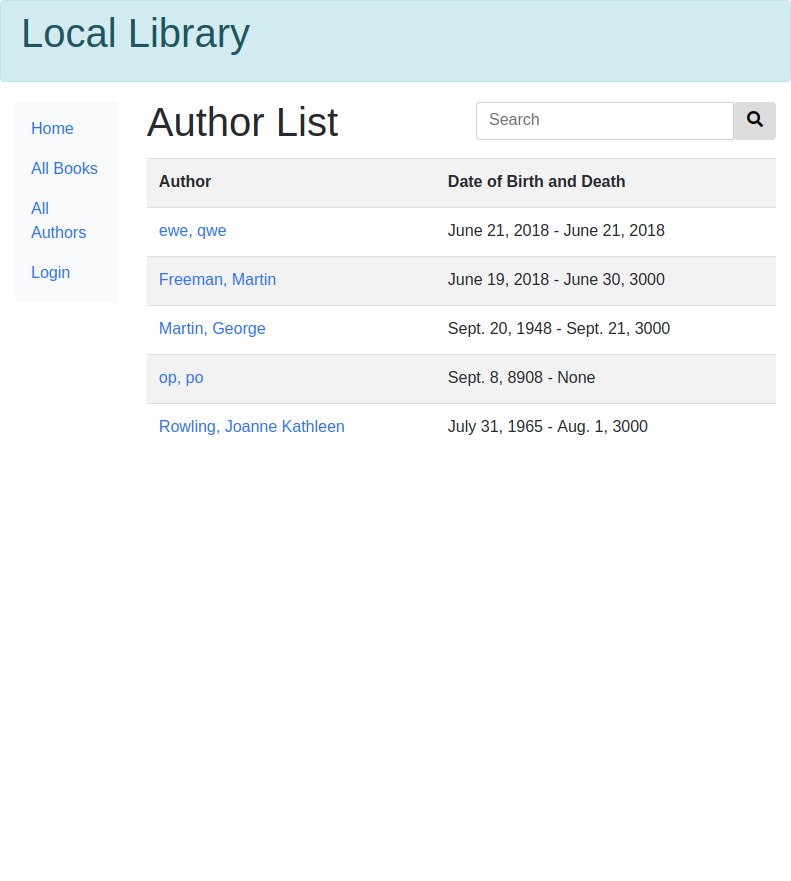 Local Library
Home
All Books
All
Authors
Login
Author List
Search
Author Date of Birth and Death
ewe, qwe June 21, 2018 - June 21, 2018
Freeman, Martin June 19, 2018 - June 30, 3000
Martin, George Sept. 20, 1948 - Sept. 21, 3000
op, po Sept. 8, 8908 - None
Rowling, Joanne Kathleen July 31, 1965 - Aug. 1, 3000